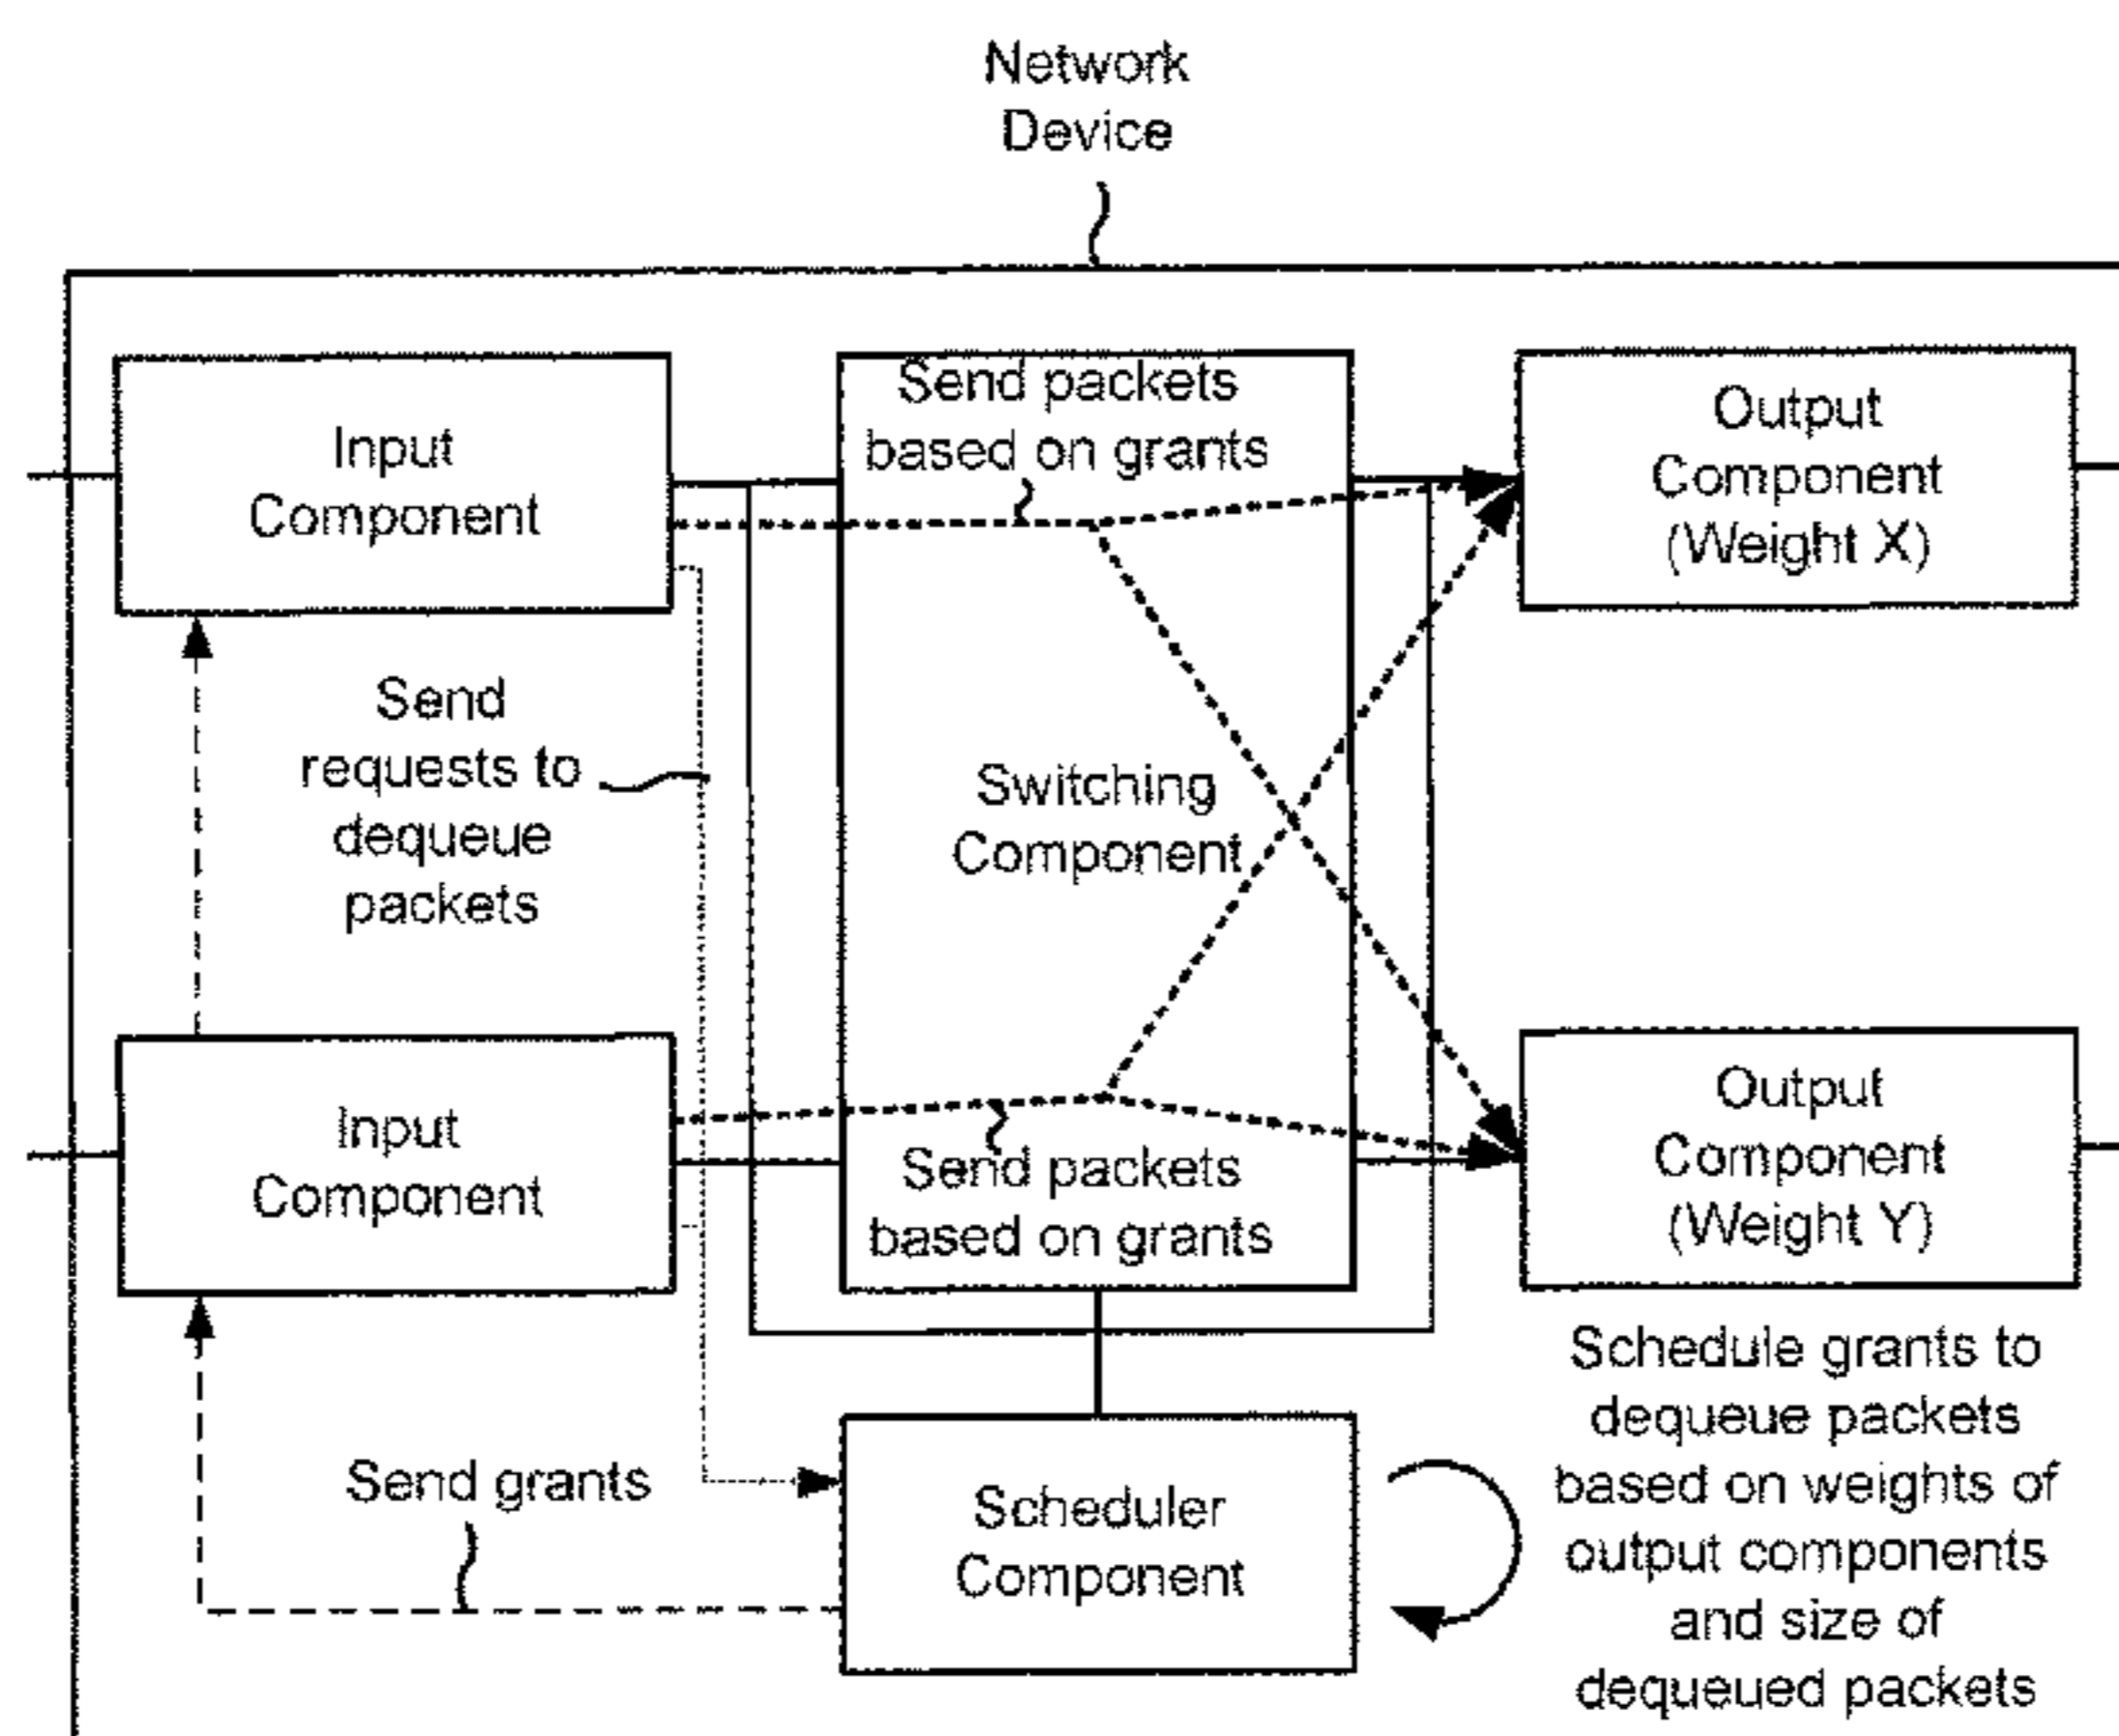 Network
Device
Input
Component
Send packets
based on grants
Output
Component
(Weight X)
Send
requests to
dequeue
packets
Switching
Component
Input
Component
Send packets
based on grants
Output
Component
(Weight Y)
Send grants
Scheduler
Component
Schedule grants to
dequeue packets
based on weights of
output components
and size of
dequeued packets